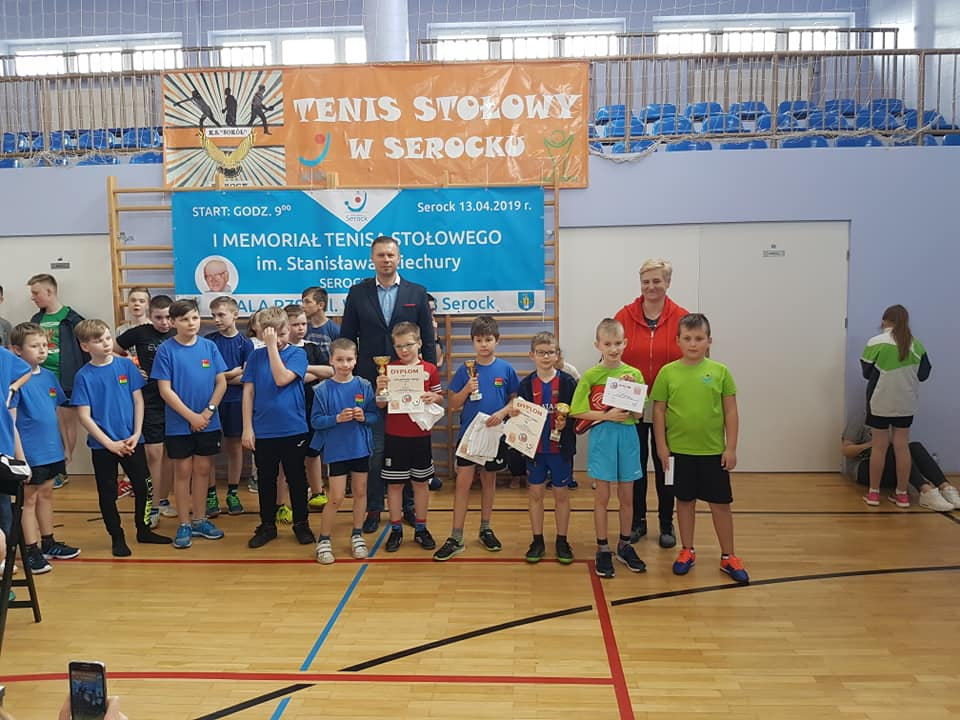 K.S. "SOKÓŁ"
SEROCK
TENIS STOŁOWY
W SEROCKU
START: GODZ. 9⁰⁰
Serock
Serock 13.04.2019 r.
I MEMORIAŁ TENISA STOŁOWEGO
im. Stanisława
SEROC
Serock
DYPLOM
DYPLOM